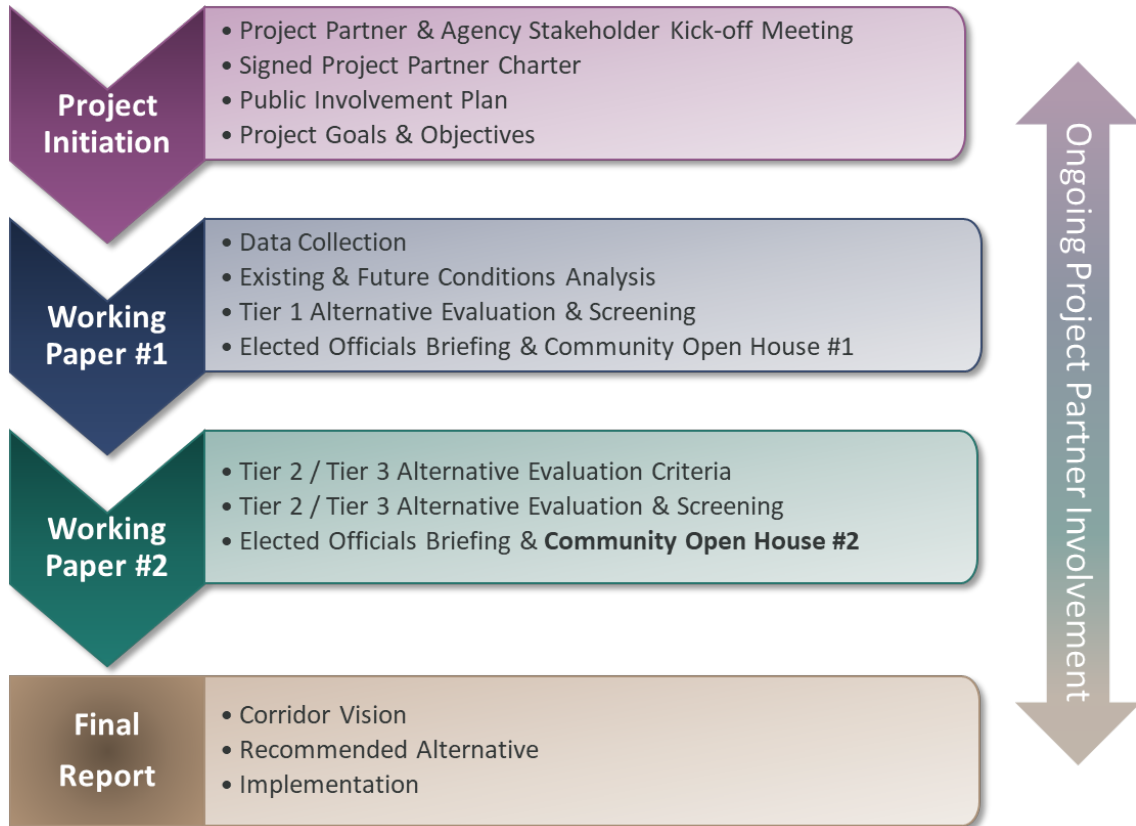 Project
Initiation
• Project Partner & Agency Stakeholder Kick-off Meeting
• Signed Project Partner Charter
• Public Involvement Plan
• Project Goals & Objectives
Working
Paper #1
• Data Collection
• Existing & Future Conditions Analysis
• Tier 1 Alternative Evaluation & Screening
• Elected Officials Briefing & Community Open House #1
Working
Paper #2
• Tier 2 / Tier 3 Alternative Evaluation Criteria
• Tier 2 / Tier 3 Alternative Evaluation & Screening
• Elected Officials Briefing & Community Open House #2
Final
Report
• Corridor Vision
• Recommended Alternative
• Implementation
Ongoing Project Partner Involvement